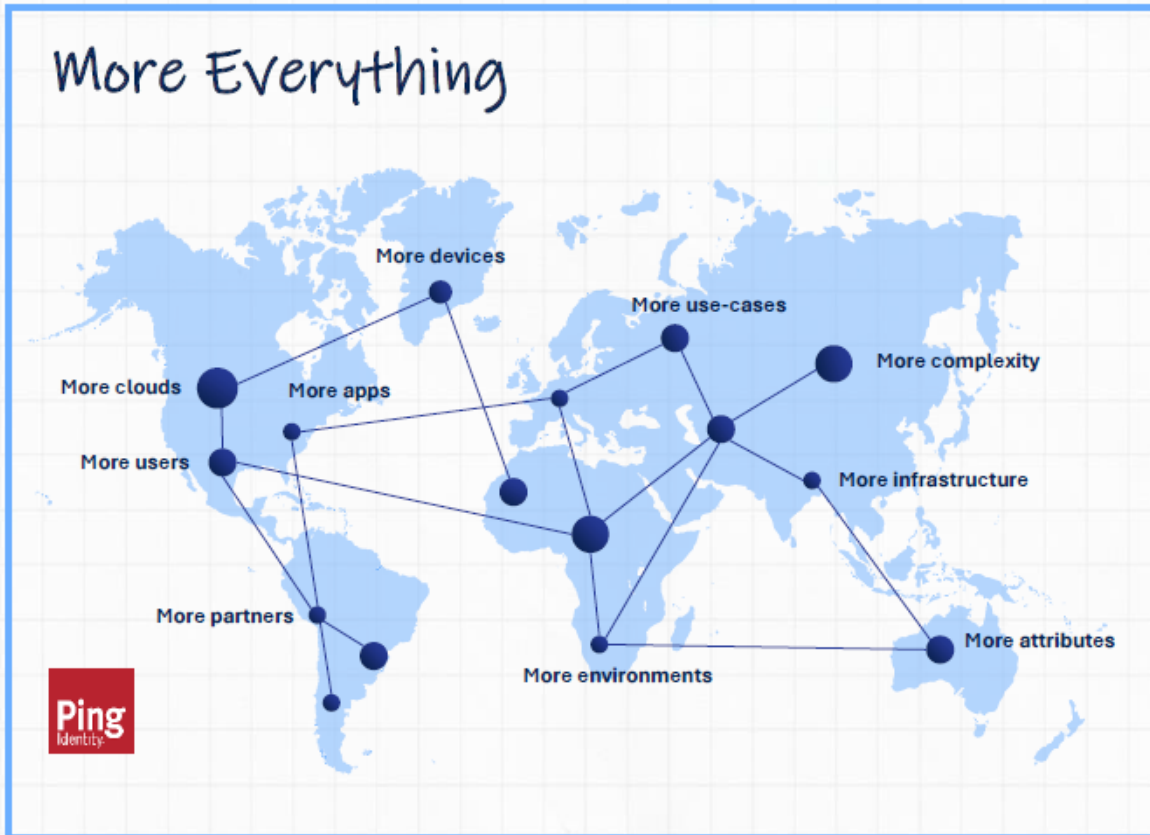 More Everything
More devices
More use-cases
More complexity
More clouds
More apps
More users
More infrastructure
More partners
More attributes
More environments
Ping
Identity.